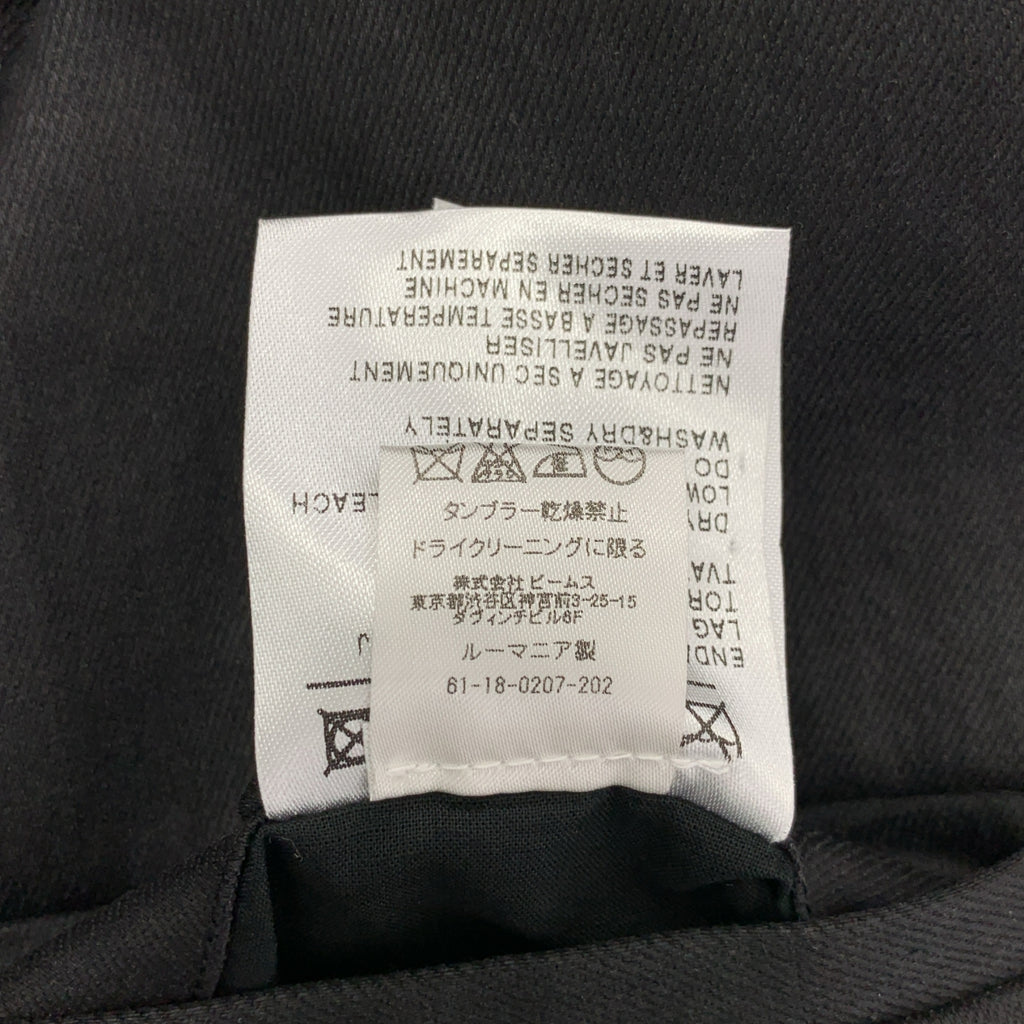 タンブラー乾燥禁止
ドライクリーニングに限る
株式会社 ビームス
東京都渋谷区神宮前3-25-15
ダヴィンチビル6F
ルーマニア製
61-18-0207-202
WASH&DRY SEPARATELY
NETTOYAGE A SEC UNIQUEMENT
NE PAS JAVELLISER
REPASSAGE A BASSE TEMPERATURE
NE PAS SECHER EN MACHINE
LAVER ET SECHER SEPAREMENT
DRY
LOW
DO